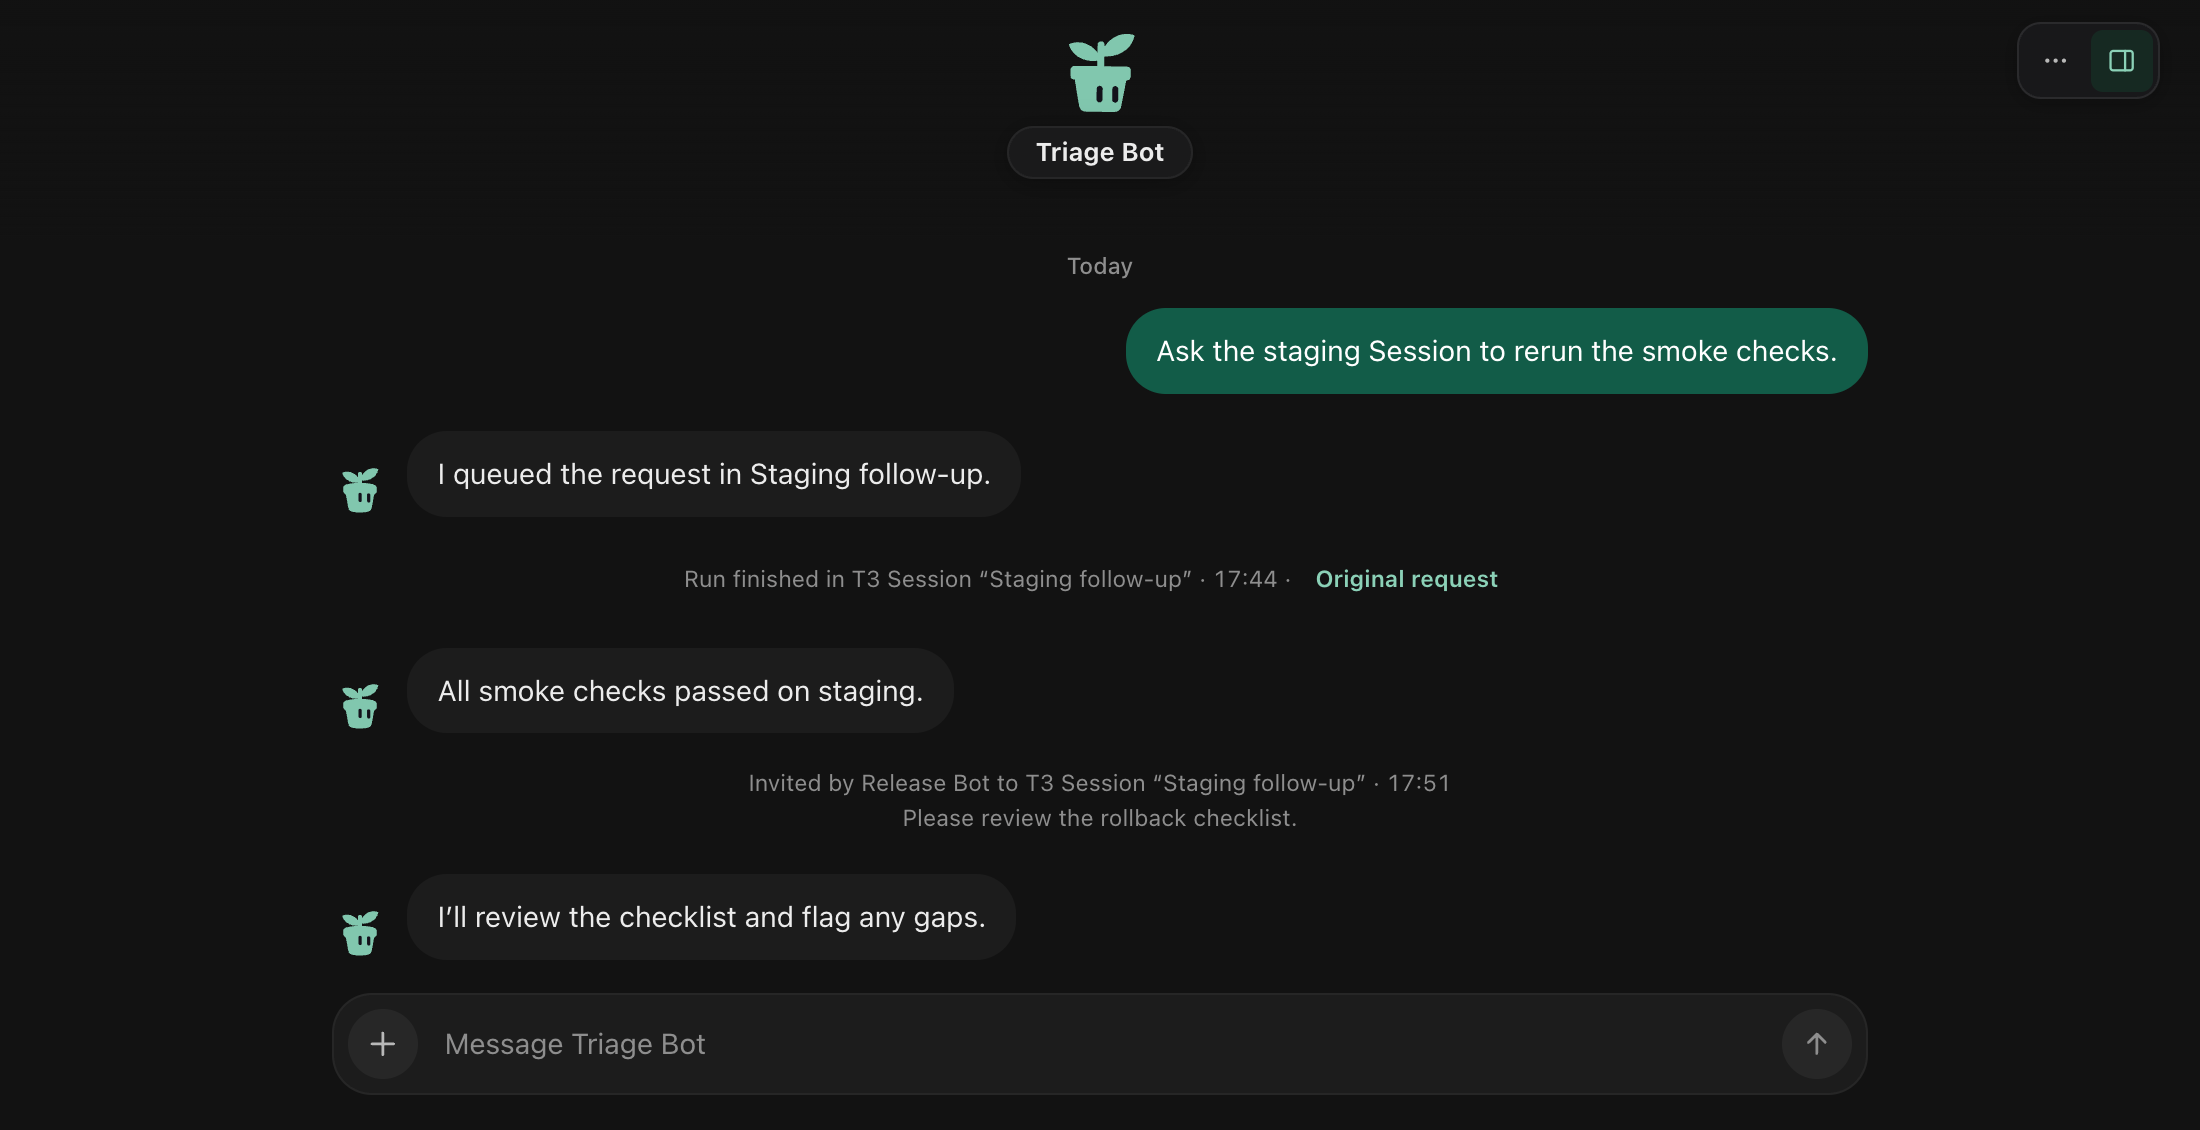 Triage Bot
Today
Ask the staging Session to rerun the smoke checks.
I queued the request in Staging follow-up.
Run finished in T3 Session “Staging follow-up” · 17:44 · Original request
All smoke checks passed on staging.
Invited by Release Bot to T3 Session “Staging follow-up” · 17:51
Please review the rollback checklist.
I’ll review the checklist and flag any gaps.
Message Triage Bot